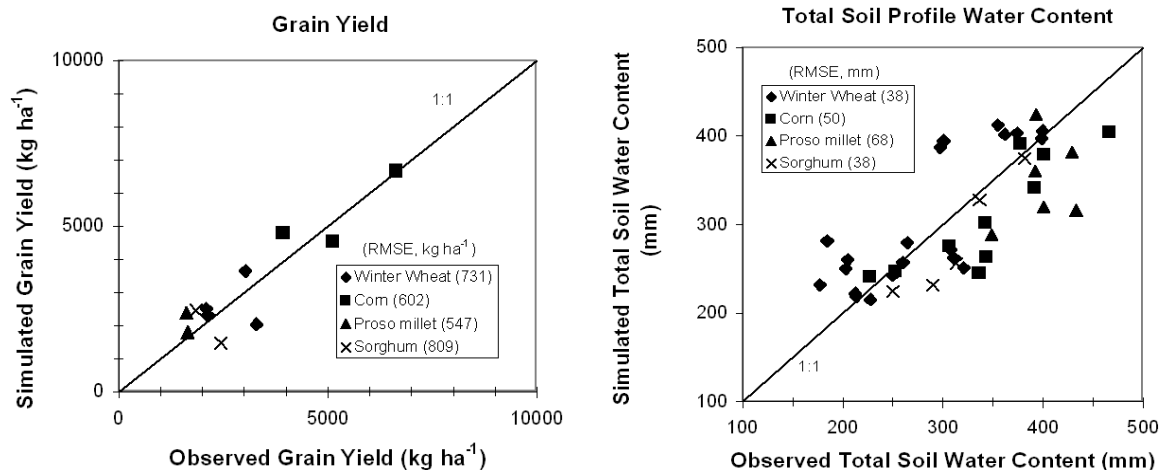 Grain Yield
10000
5000
0
0
5000
10000
Simulated Grain Yield (kg ha-1)
Observed Grain Yield (kg ha-1)
1:1
(RMSE, kg ha-1)
Winter Wheat (731)
Corn (602)
Proso millet (547)
Sorghum (809)
Total Soil Profile Water Content
500
400
300
200
100
100
200
300
400
500
Simulated Total Soil Water Content
(mm)
Observed Total Soil Water Content (mm)
(RMSE, mm)
Winter Wheat (38)
Corn (50)
Proso millet (68)
Sorghum (38)
1:1